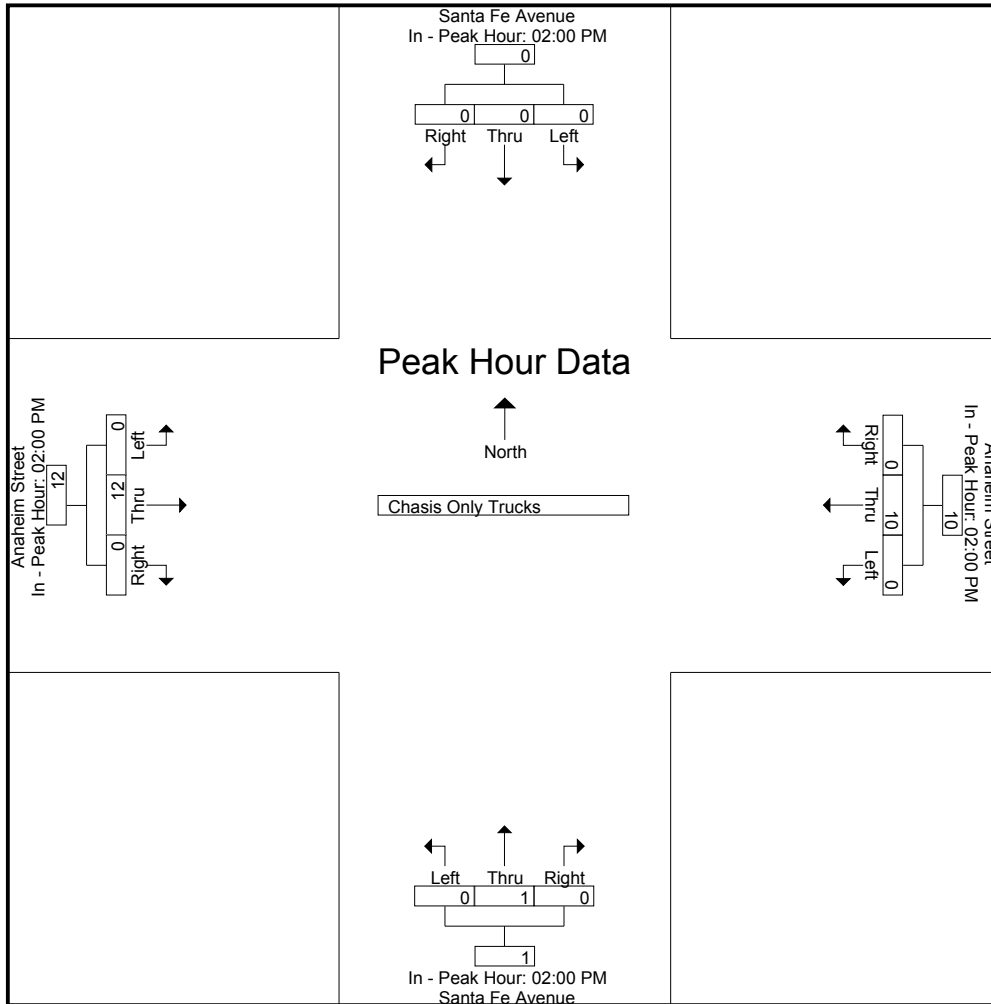 Santa Fe Avenue
In - Peak Hour: 02:00 PM
0
0 0 0
Right Thru Left
Peak Hour Data
North
Chasis Only Trucks
Anaheim Street
In - Peak Hour: 02:00 PM
12
0 12 0
Left Thru Right
Anaheim Street
In - Peak Hour: 02:00 PM
10
0 10 0
Right Thru Left
Left Thru Right
0 1 0
1
In - Peak Hour: 02:00 PM
Santa Fe Avenue